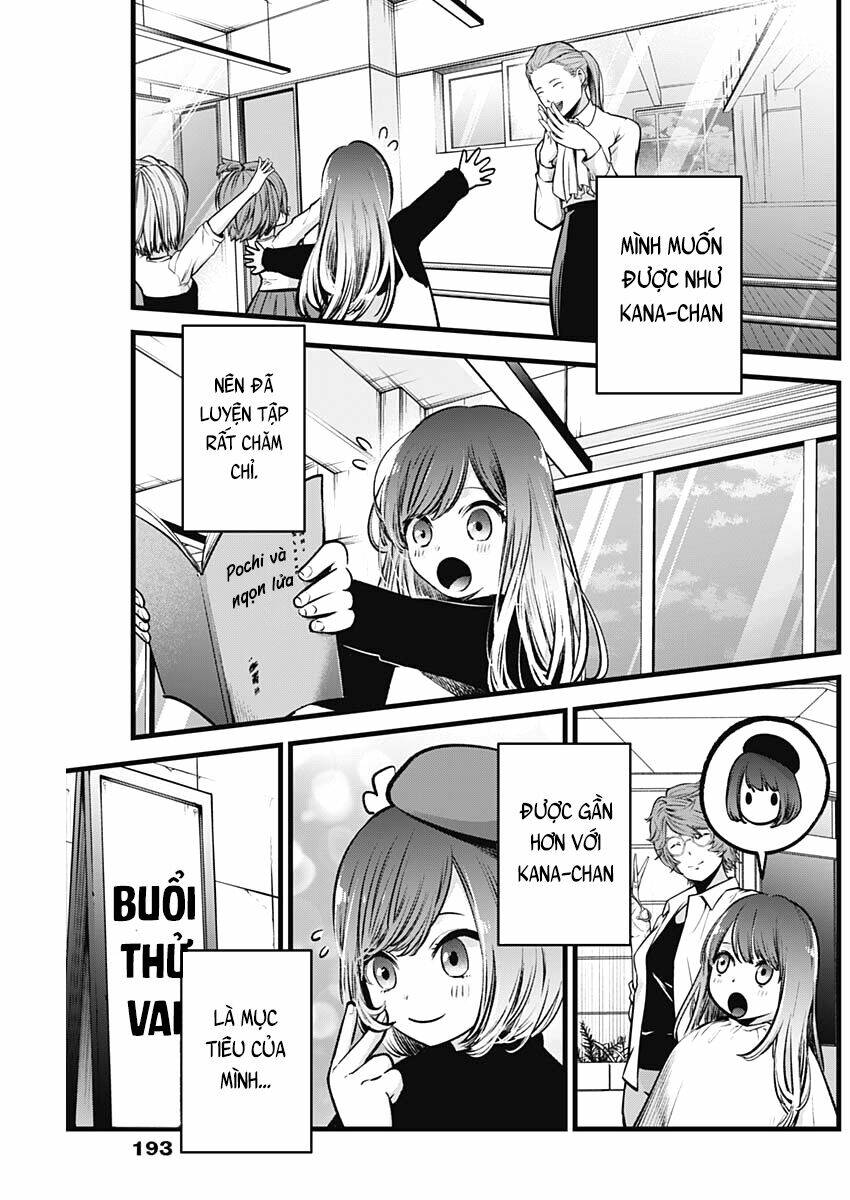 MÌNH MUỐN
ĐƯỢC NHƯ
KANA-CHAN
NÊN ĐÃ
LUYỆN TẬP
RẤT CHĂM
CHỈ.
Pochi và
ngọn lửa
ĐƯỢC GẦN
HƠN VỚI
KANA-CHAN
LÀ MỤC
TIÊU CỦA
MÌNH...
BUỔI
THỬ
VAI
193